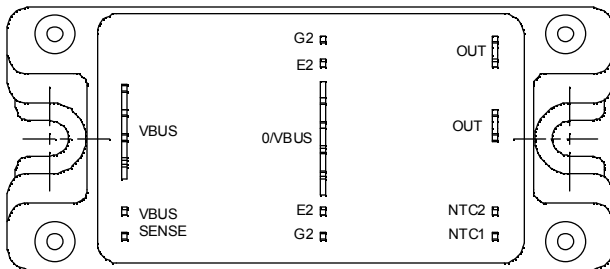 G2
OUT
E2
VBUS
0/VBUS
OUT
VBUS
SENSE
E2
NTC2
G2
NTC1